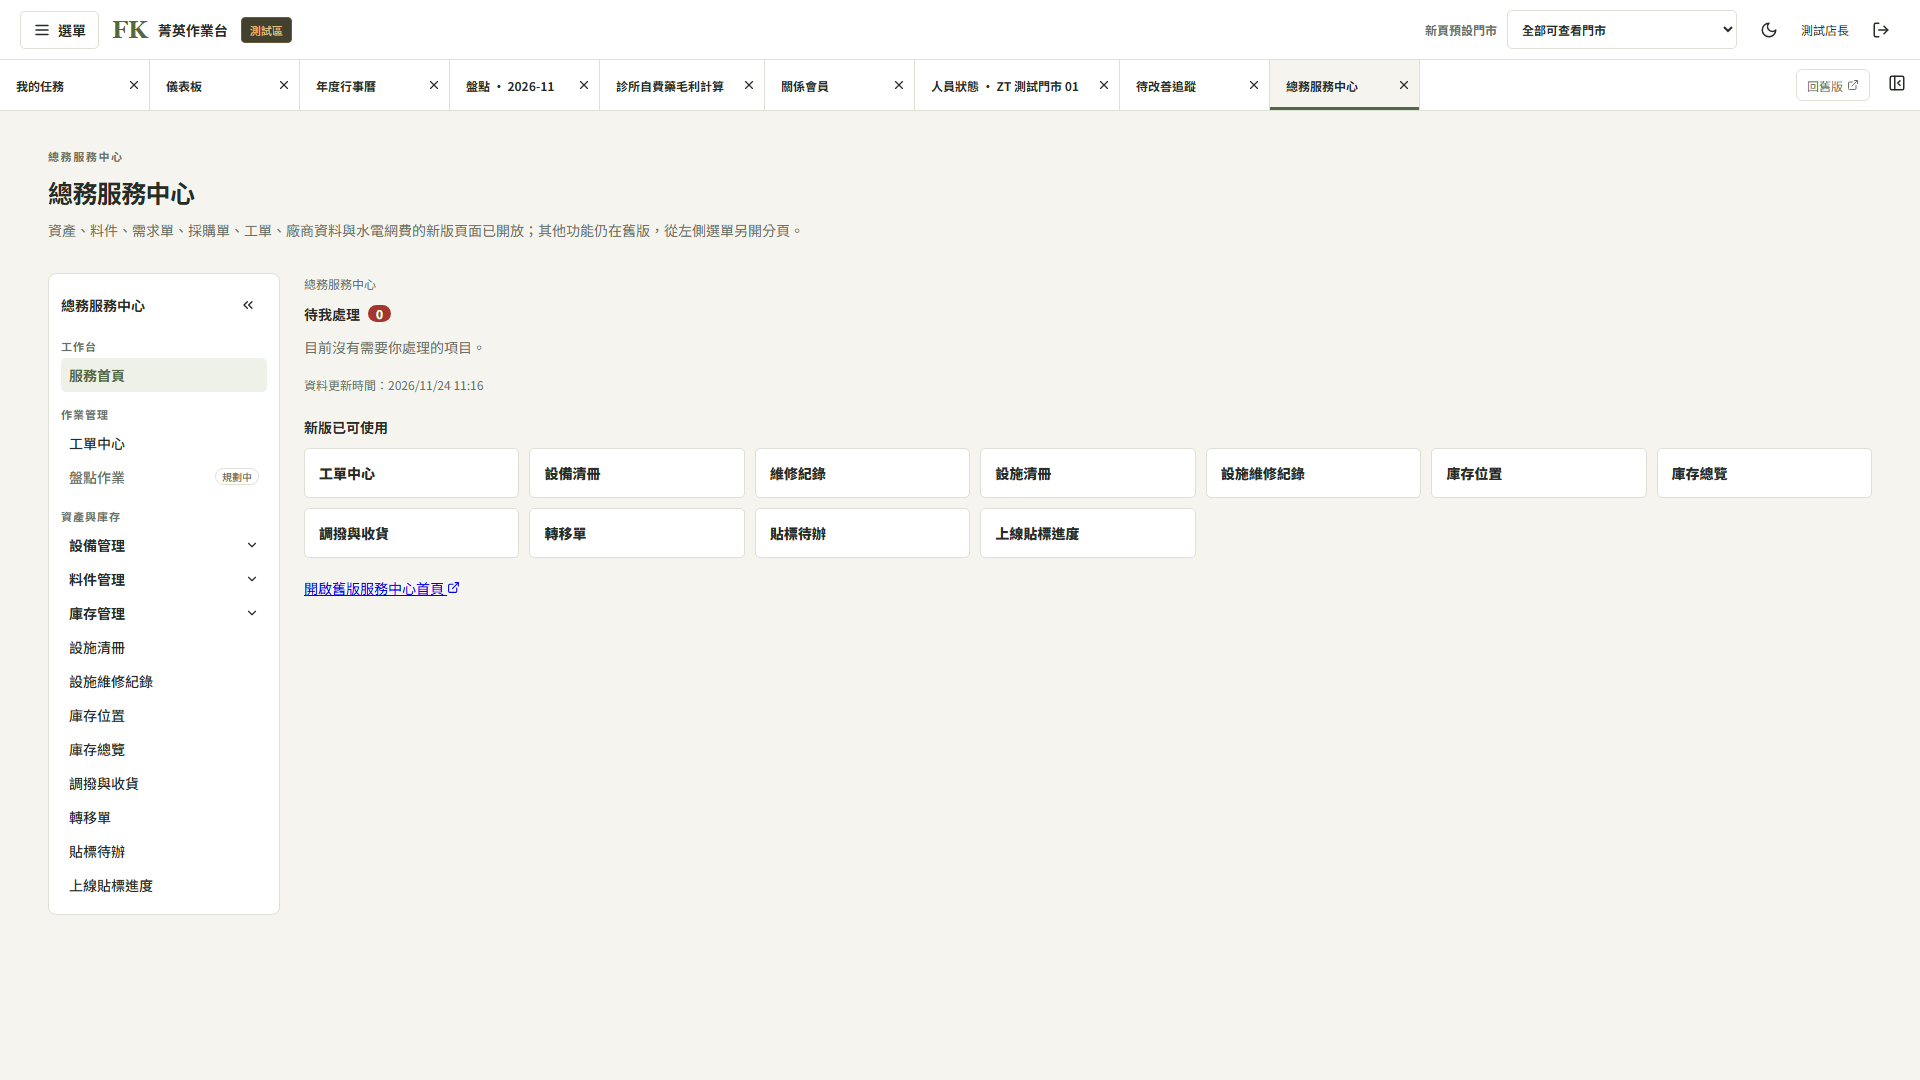 選單
FK 菁英作業台 測試區
新頁預設門市 全部可查看門市 測試店長
我的任務 儀表板 年度行事曆 盤點 • 2026-11 診所自費藥毛利計算 關係會員 人員狀態 • ZT 測試門市 01 待改善追蹤 總務服務中心 回舊版
總務服務中心
總務服務中心
資產、料件、需求單、採購單、工單、廠商資料與水電網費的新版頁面已開放；其他功能仍在舊版，從左側選單另開分頁。
總務服務中心
工作台
服務首頁
作業管理
工單中心
盤點作業 規劃中
資產與庫存
設備管理
料件管理
庫存管理
設施清冊
設施維修紀錄
庫存位置
庫存總覽
調撥與收貨
轉移單
貼標待辦
上線貼標進度
總務服務中心
待我處理 0
目前沒有需要你處理的項目。
資料更新時間：2026/11/24 11:16
新版已可使用
工單中心 設備清冊 維修紀錄 設施清冊 設施維修紀錄 庫存位置 庫存總覽
調撥與收貨 轉移單 貼標待辦 上線貼標進度
開啟舊版服務中心首頁